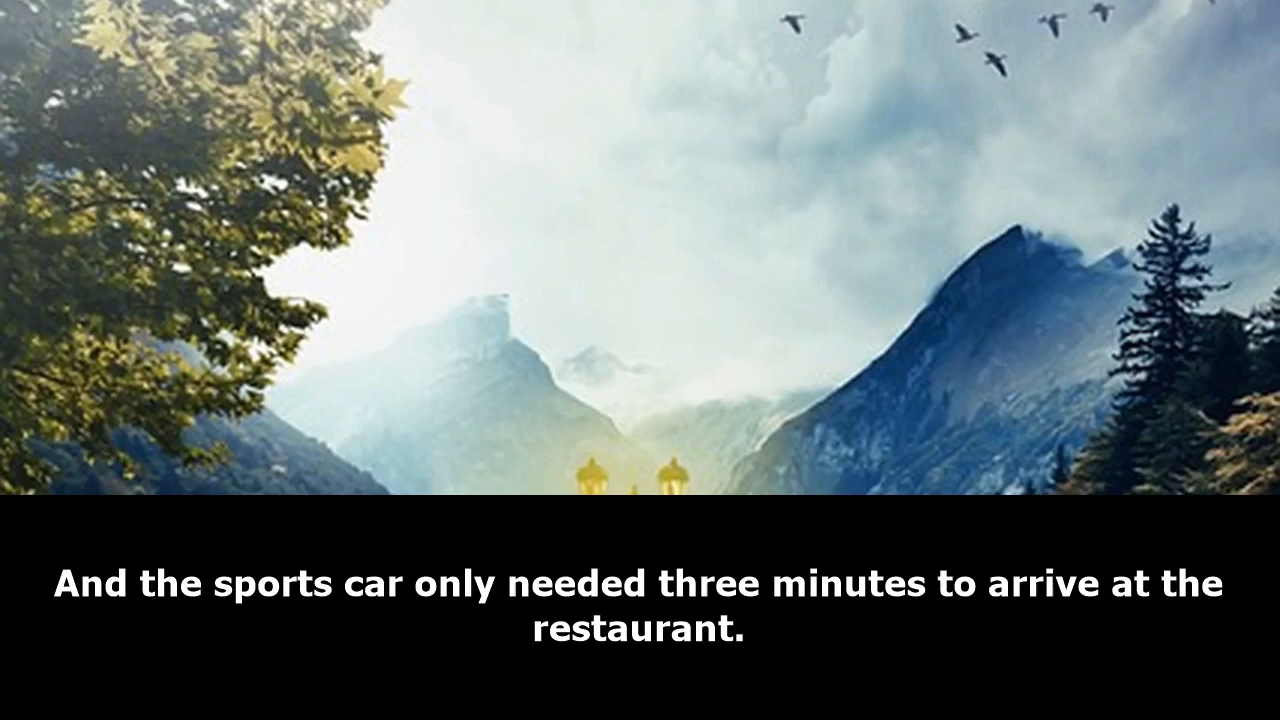 And the sports car only needed three minutes to arrive at the
restaurant.